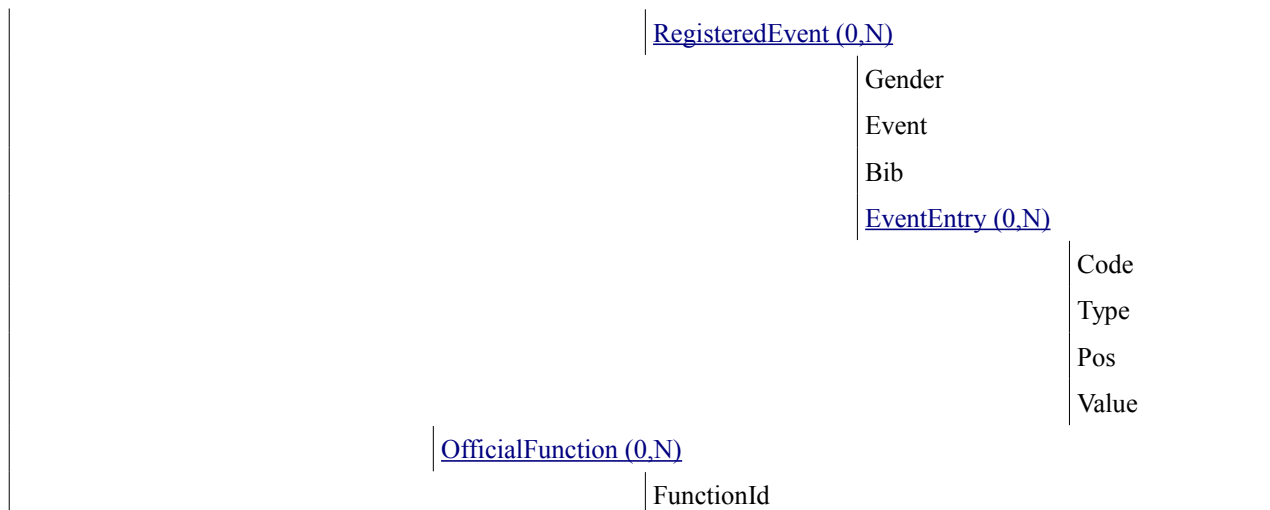 RegisteredEvent (0,N)
Gender
Event
Bib
EventEntry (0,N)
Code
Type
Pos
Value
OfficialFunction (0,N)
FunctionId